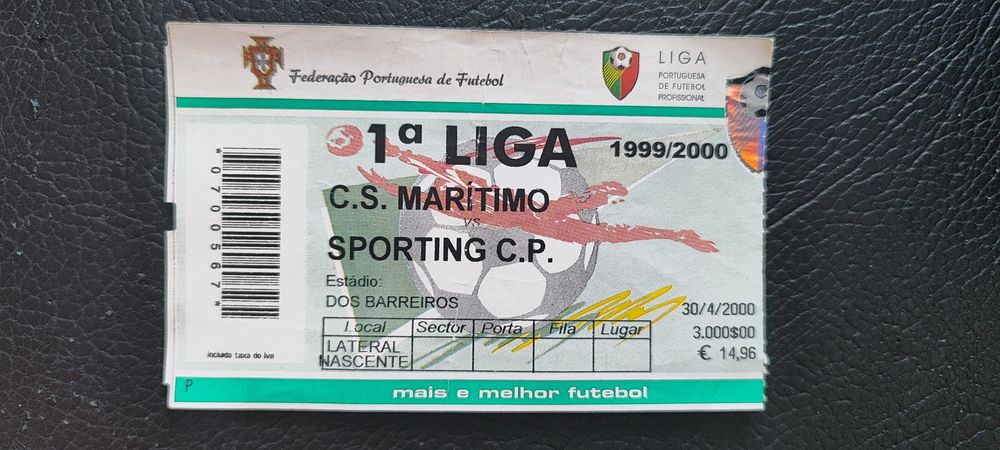 Federação Portuguesa de Futebol
LIGA
PORTUGUESA
DE FUTEBOL
PROFISSIONAL
1ª LIGA
1999/2000
C.S. MARÍTIMO
vs
SPORTING C.P.
Estádio:
DOS BARREIROS
30/4/2000
3.000$00
€ 14,96
Local Sector Porta Fila Lugar
LATERAL
NASCENTE
*0700567*
incluida taxa do iva
P
mais e melhor futebol